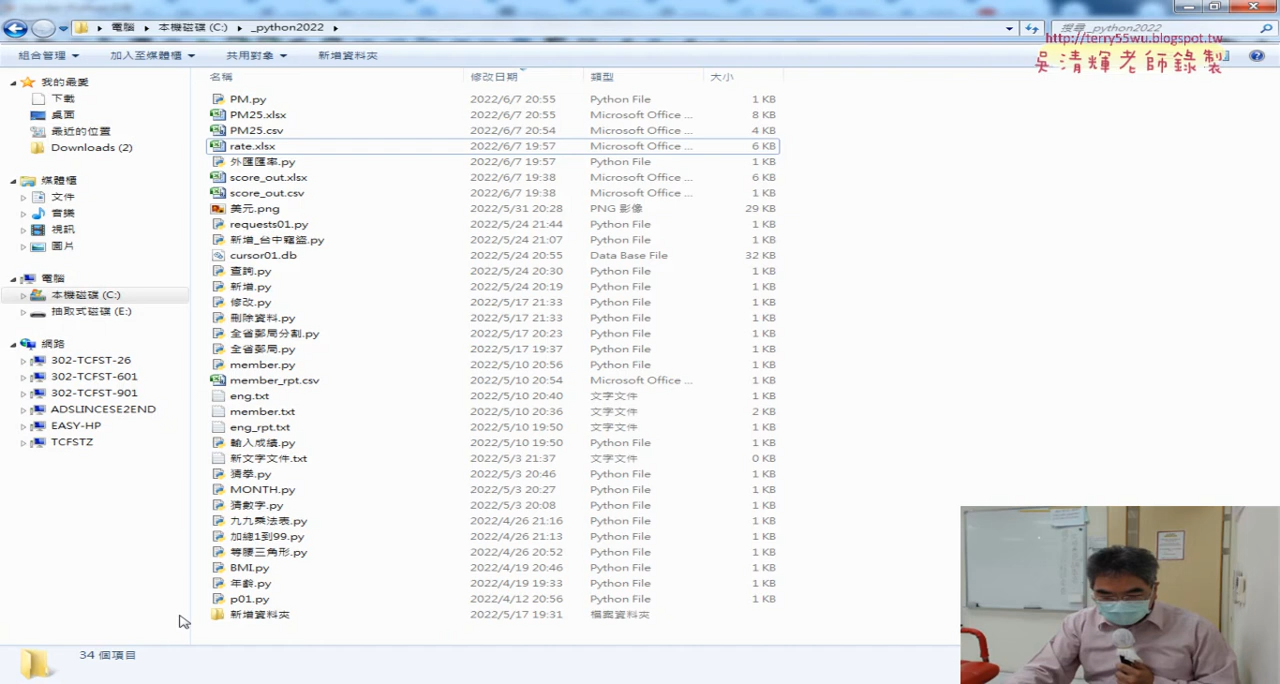 電腦 ▸ 本機磁碟 (C:) ▸ _python2022 ▸
搜尋 _python2022
http://terry55wu.blogspot.tw
吳清輝老師錄製
組合管理 加入至媒體櫃 共用對象 新增資料夾
我的最愛
下載
桌面
最近的位置
Downloads (2)
媒體櫃
文件
音樂
視訊
圖片
電腦
本機磁碟 (C:)
抽取式磁碟 (E:)
網路
302-TCFST-26
302-TCFST-601
302-TCFST-901
ADSLINCESE2END
EASY-HP
TCFSTZ
名稱 修改日期 類型 大小
PM.py 2022/6/7 20:55 Python File 1 KB
PM25.xlsx 2022/6/7 20:55 Microsoft Office ... 8 KB
PM25.csv 2022/6/7 20:54 Microsoft Office ... 4 KB
rate.xlsx 2022/6/7 19:57 Microsoft Office ... 6 KB
外匯匯率.py 2022/6/7 19:57 Python File 1 KB
score_out.xlsx 2022/6/7 19:38 Microsoft Office ... 6 KB
score_out.csv 2022/6/7 19:38 Microsoft Office ... 1 KB
美元.png 2022/5/31 20:28 PNG 影像 29 KB
requests01.py 2022/5/24 21:44 Python File 1 KB
新增_台中竊盜.py 2022/5/24 21:07 Python File 1 KB
cursor01.db 2022/5/24 20:55 Data Base File 32 KB
查詢.py 2022/5/24 20:30 Python File 1 KB
新增.py 2022/5/24 20:19 Python File 1 KB
修改.py 2022/5/17 21:33 Python File 1 KB
刪除資料.py 2022/5/17 21:33 Python File 1 KB
全省郵局分割.py 2022/5/17 20:23 Python File 1 KB
全省郵局.py 2022/5/17 19:37 Python File 1 KB
member.py 2022/5/10 20:56 Python File 1 KB
member_rpt.csv 2022/5/10 20:54 Microsoft Office ... 1 KB
eng.txt 2022/5/10 20:40 文字文件 1 KB
member.txt 2022/5/10 20:36 文字文件 2 KB
eng_rpt.txt 2022/5/10 19:50 文字文件 1 KB
輸入成績.py 2022/5/10 19:50 Python File 1 KB
新文字文件.txt 2022/5/3 21:37 文字文件 0 KB
猜拳.py 2022/5/3 20:46 Python File 1 KB
MONTH.py 2022/5/3 20:27 Python File 1 KB
猜數字.py 2022/5/3 20:08 Python File 1 KB
九九乘法表.py 2022/4/26 21:16 Python File 1 KB
加總1到99.py 2022/4/26 21:13 Python File 1 KB
等腰三角形.py 2022/4/26 20:52 Python File 1 KB
BMI.py 2022/4/19 20:46 Python File 1 KB
年齡.py 2022/4/19 19:33 Python File 1 KB
p01.py 2022/4/12 20:56 Python File 1 KB
新增資料夾 2022/5/17 19:31 檔案資料夾
34 個項目